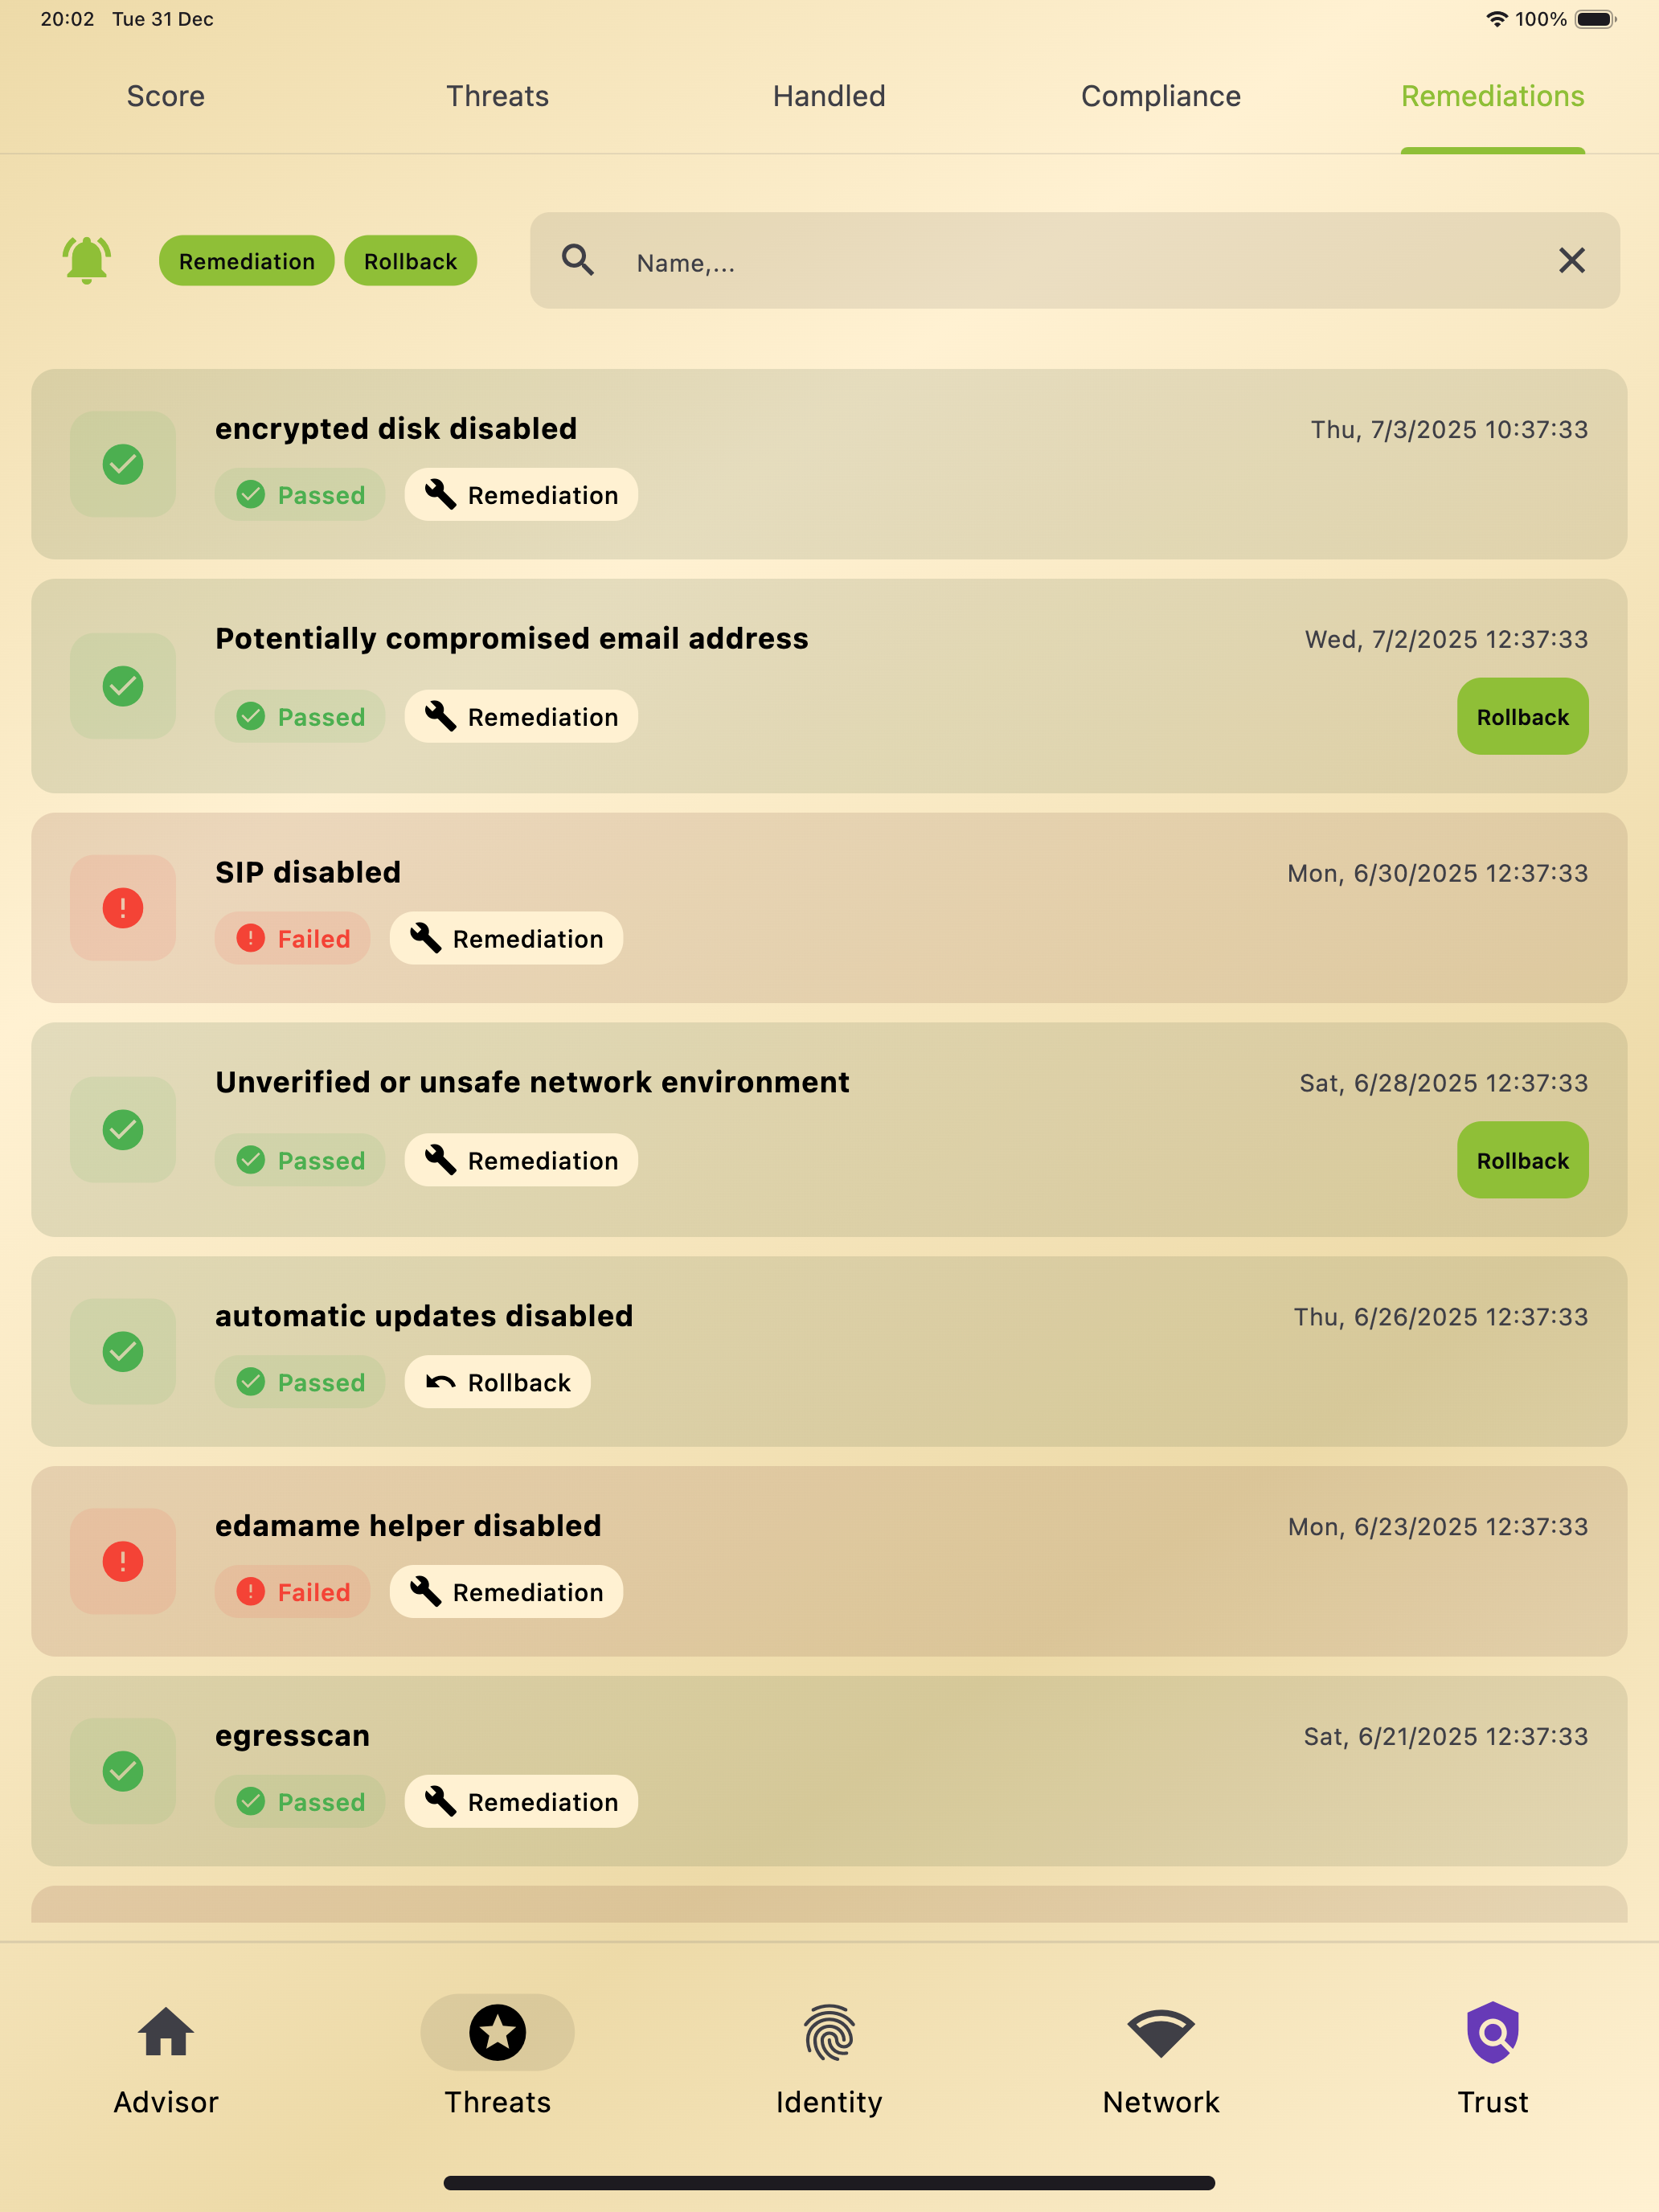 20:02 Tue 31 Dec 100%
Score Threats Handled Compliance Remediations
Remediation Rollback Name,...
encrypted disk disabled Thu, 7/3/2025 10:37:33
Passed Remediation
Potentially compromised email address Wed, 7/2/2025 12:37:33
Passed Remediation Rollback
SIP disabled Mon, 6/30/2025 12:37:33
Failed Remediation
Unverified or unsafe network environment Sat, 6/28/2025 12:37:33
Passed Remediation Rollback
automatic updates disabled Thu, 6/26/2025 12:37:33
Passed Rollback
edamame helper disabled Mon, 6/23/2025 12:37:33
Failed Remediation
egresscan Sat, 6/21/2025 12:37:33
Passed Remediation
Advisor Threats Identity Network Trust